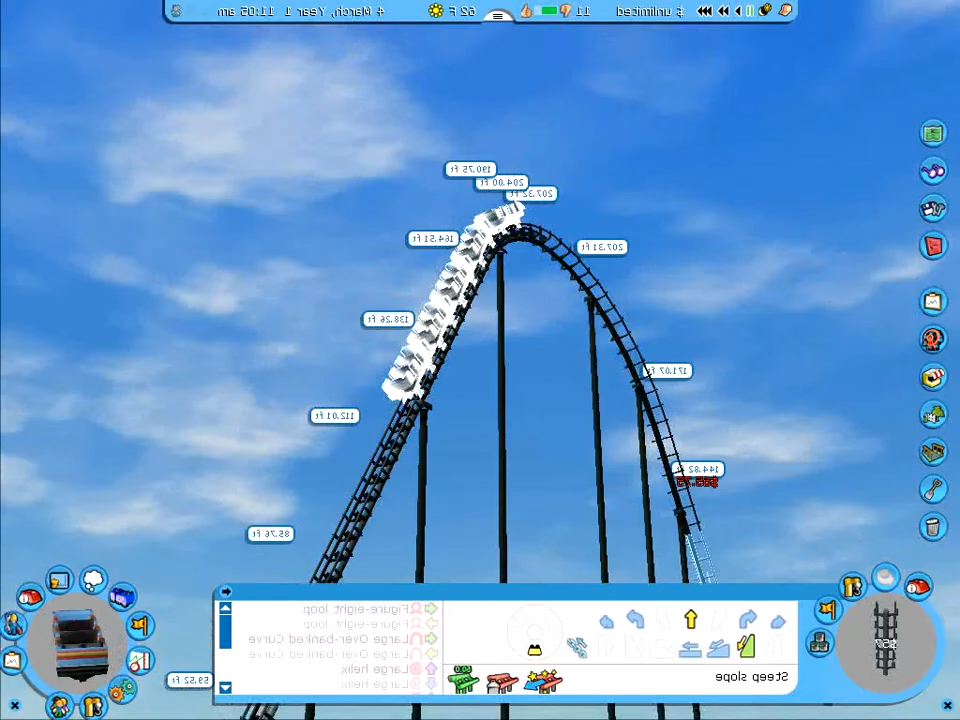 4 March, Year 1 11:05 am
62 F
11
$ unlimited
190.75 ft
204.00 ft
207.32 ft
164.51 ft
207.31 ft
138.26 ft
171.07 ft
112.01 ft
144.82 ft
85.76 ft
59.52 ft
Figure-eight loop
Figure-eight loop
Large Over-banked Curve
Large Over-banked Curve
Large helix
Large helix
Steep slope